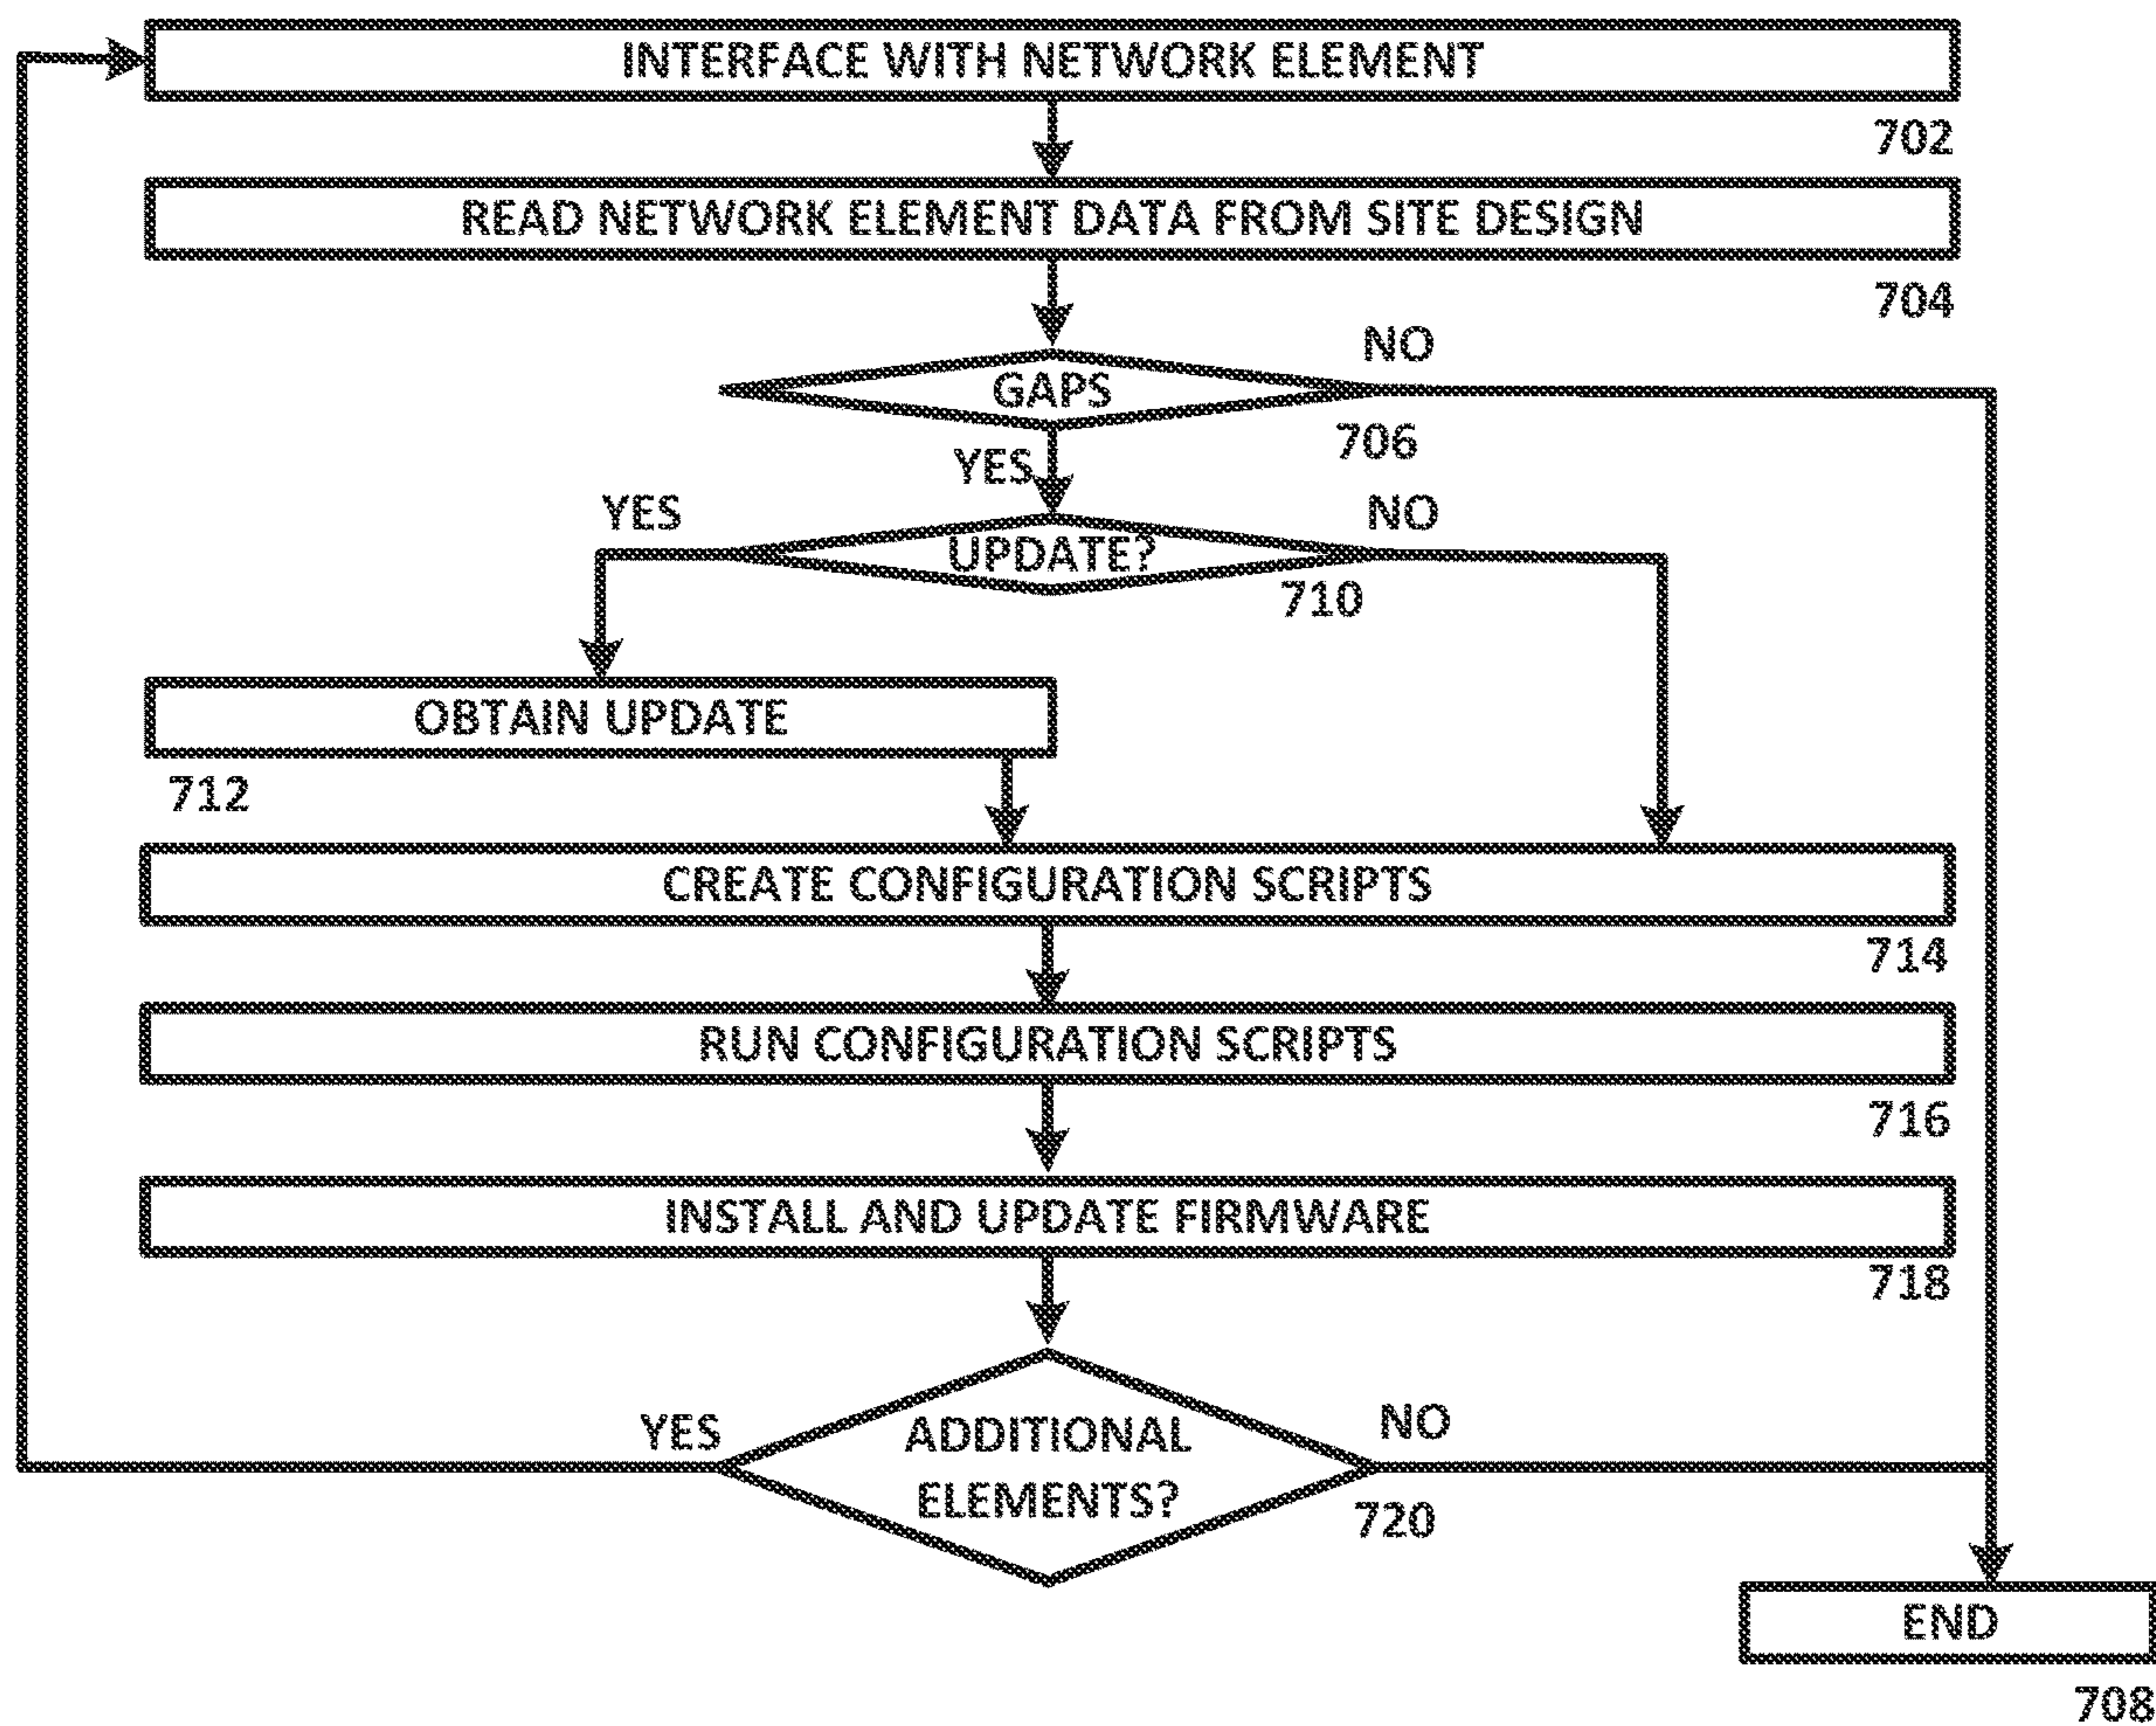 INTERFACE WITH NETWORK ELEMENT
702
READ NETWORK ELEMENT DATA FROM SITE DESIGN
704
NO
GAPS
706
YES
YES
NO
UPDATE?
710
OBTAIN UPDATE
712
CREATE CONFIGURATION SCRIPTS
714
RUN CONFIGURATION SCRIPTS
716
INSTALL AND UPDATE FIRMWARE
718
YES
NO
ADDITIONAL
ELEMENTS?
720
END
708